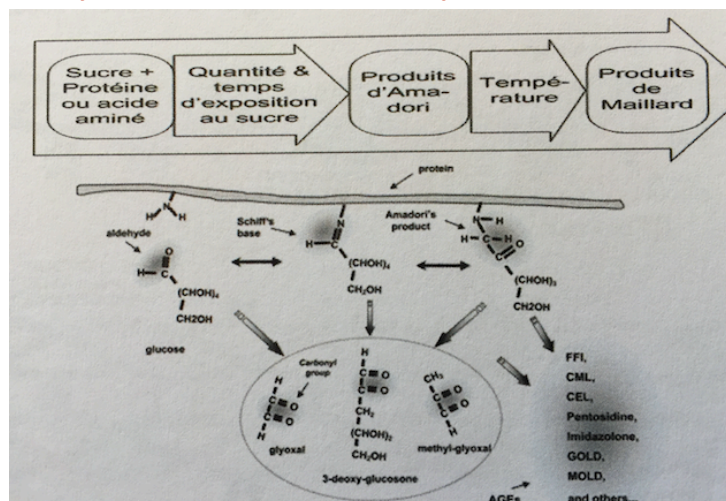 Sucre +
Protéine
ou acide
aminé
Quantité &
temps
d'exposition
au sucre
Produits
d'Ama-
dori
Tempé-
rature
Produits
de
Maillard
protein
H
N
H
aldehyde
O
H-C
(CHOH)₄
CH2OH
glucose
Schiff's
base
N
H C
(CHOH)₄
CH₂OH
Amadori's
product
N-H
H C H
C O
(CHOH)₃
CH₂OH
Carbonyl
group
H
C=O
C=O
H
glyoxal
H
C=O
C=O
CH₂
(CHOH)₂
CH₂OH
3-deoxy-glucosone
CH₃
C=O
C=O
H
methyl-glyoxal
FFI,
CML,
CEL,
Pentosidine,
Imidazolone,
GOLD,
MOLD,
AGEs
and others...